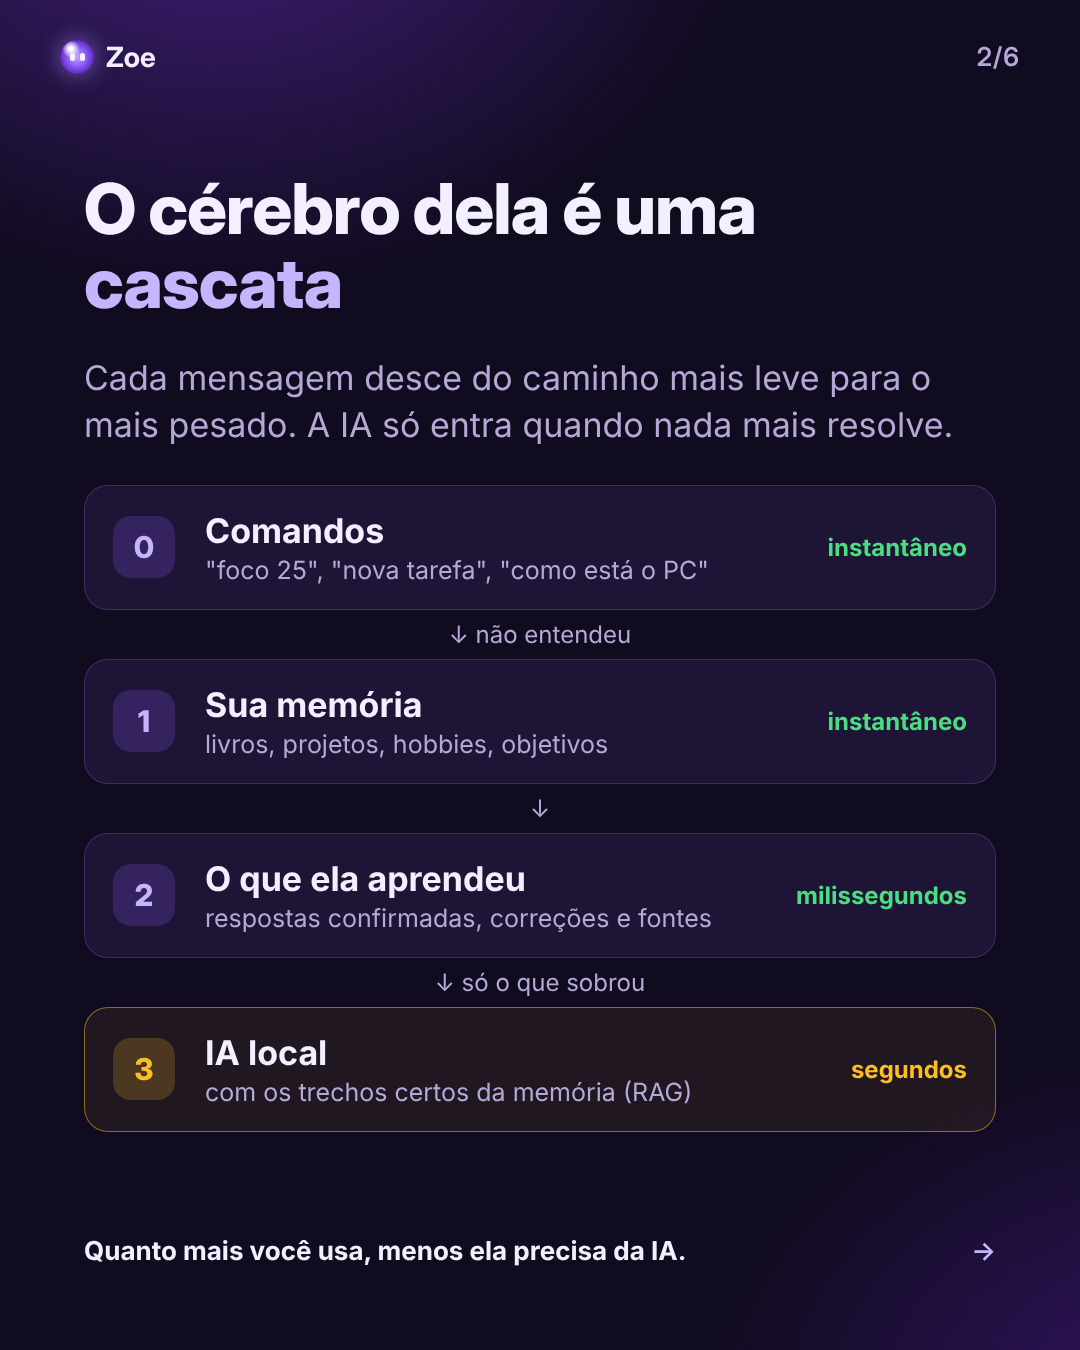 Zoe
2/6
O cérebro dela é uma
cascata
Cada mensagem desce do caminho mais leve para o
mais pesado. A IA só entra quando nada mais resolve.
0
Comandos
"foco 25", "nova tarefa", "como está o PC"
instantâneo
↓ não entendeu
1
Sua memória
livros, projetos, hobbies, objetivos
instantâneo
↓
2
O que ela aprendeu
respostas confirmadas, correções e fontes
milissegundos
↓ só o que sobrou
3
IA local
com os trechos certos da memória (RAG)
segundos
Quanto mais você usa, menos ela precisa da IA.
→